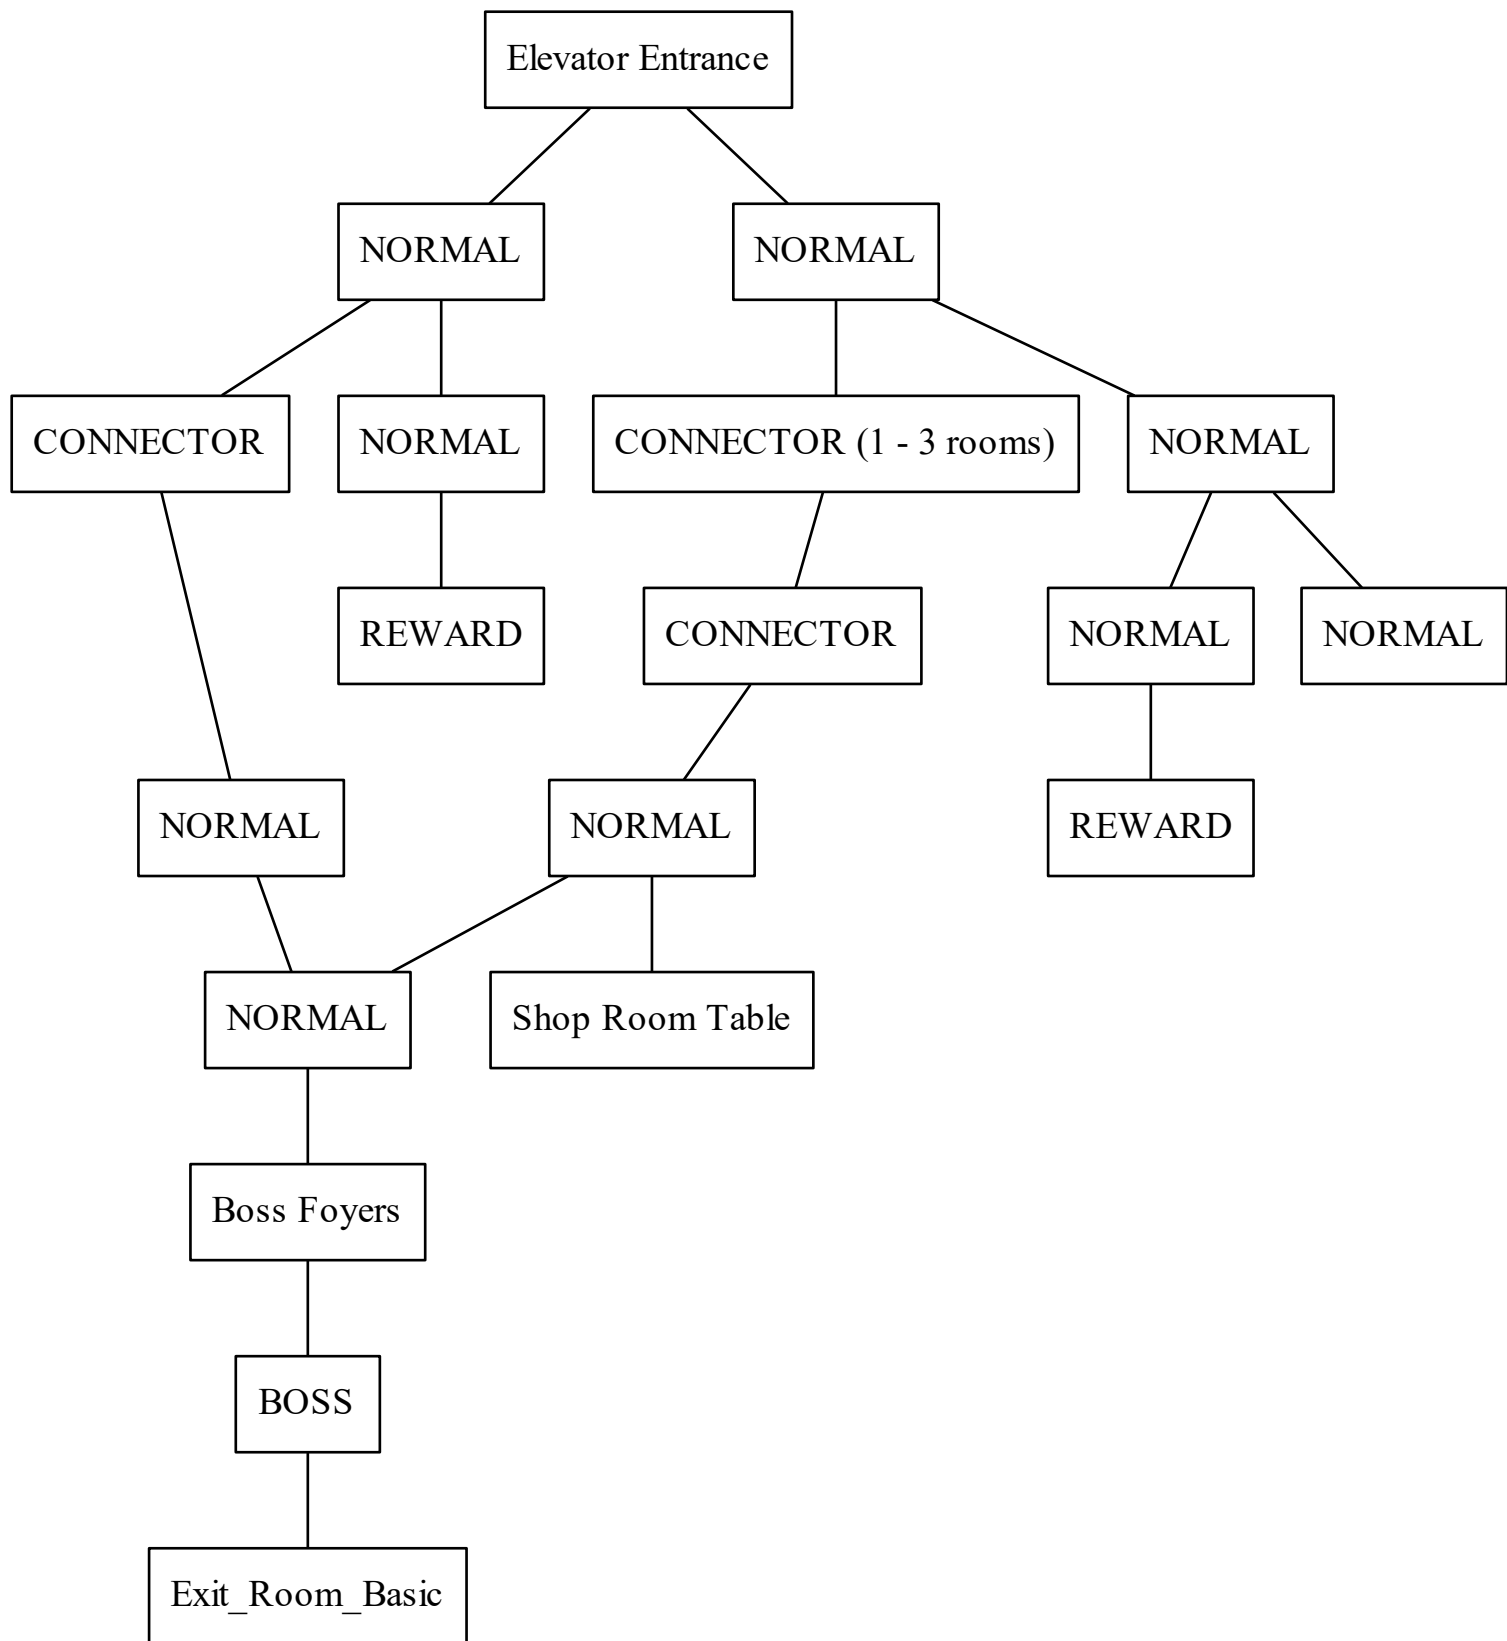 Elevator Entrance
NORMAL
NORMAL
CONNECTOR
NORMAL
CONNECTOR (1 - 3 rooms)
NORMAL
REWARD
CONNECTOR
NORMAL
NORMAL
NORMAL
NORMAL
REWARD
NORMAL
Shop Room Table
Boss Foyers
BOSS
Exit_Room_Basic